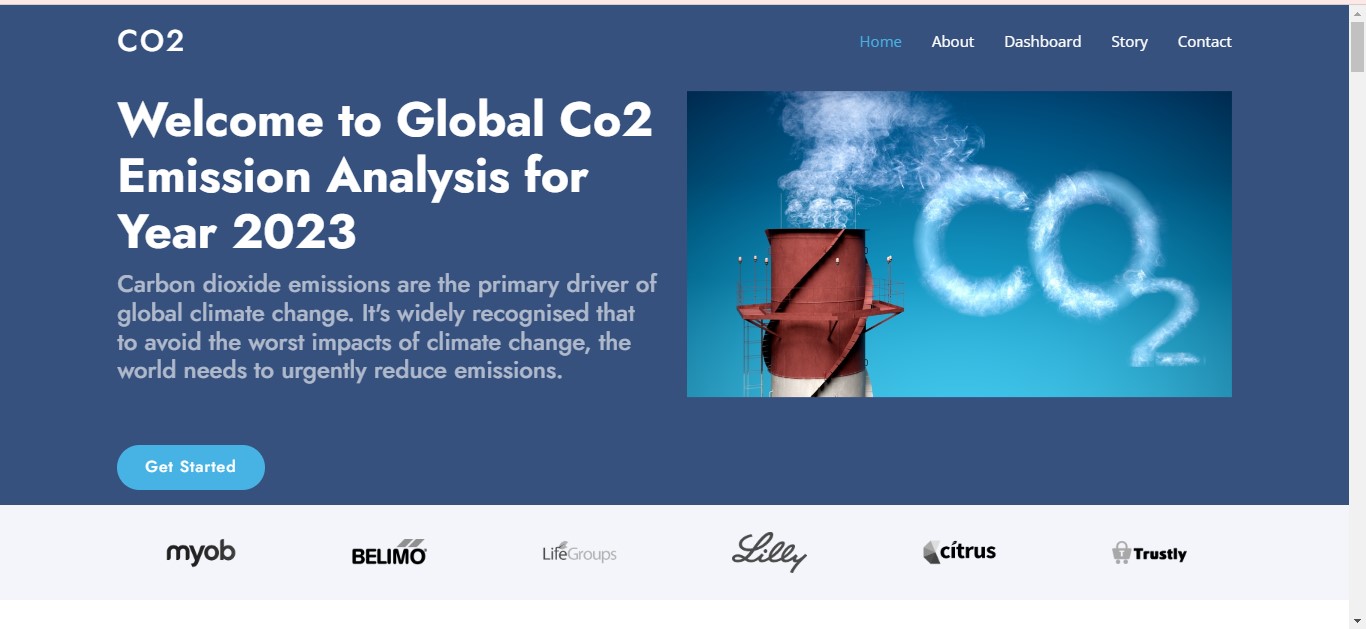 CO2
Home About Dashboard Story Contact
Welcome to Global Co2
Emission Analysis for
Year 2023
Carbon dioxide emissions are the primary driver of
global climate change. It's widely recognised that
to avoid the worst impacts of climate change, the
world needs to urgently reduce emissions.
CO2
Get Started
myob BELIMO LifeGroups Lilly cítrus T Trustly